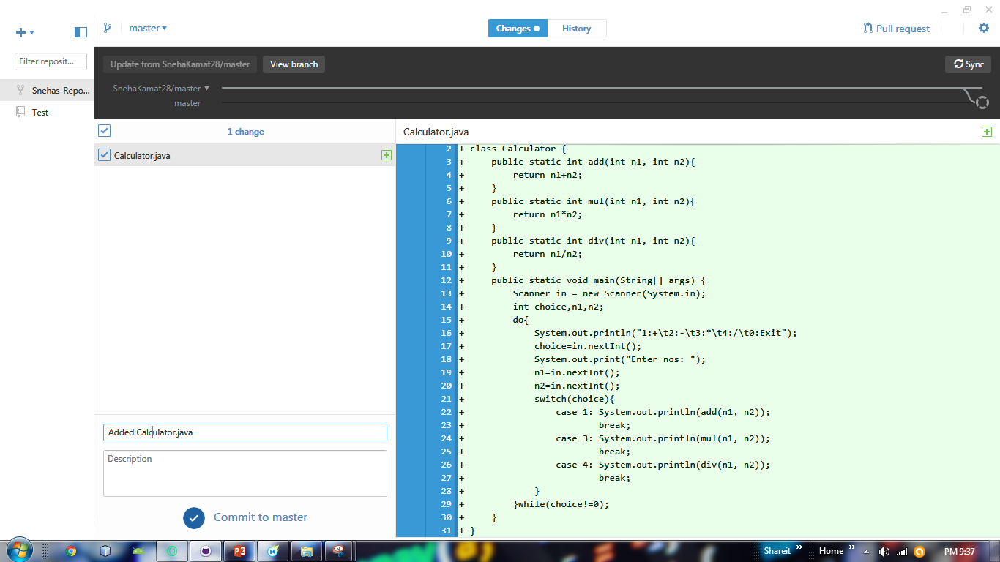 master
Changes
History
Pull request
Filter reposit...
Update from SnehaKamat28/master
View branch
Sync
Snehas-Repo...
SnehaKamat28/master
master
Test
1 change
Calculator.java
Calculator.java
2 + class Calculator {
3 + public static int add(int n1, int n2){
4 + return n1+n2;
5 + }
6 + public static int mul(int n1, int n2){
7 + return n1*n2;
8 + }
9 + public static int div(int n1, int n2){
10 + return n1/n2;
11 + }
12 + public static void main(String[] args) {
13 + Scanner in = new Scanner(System.in);
14 + int choice,n1,n2;
15 + do{
16 + System.out.println("1:+\t2:-\t3:*\t4:/\t0:Exit");
17 + choice=in.nextInt();
18 + System.out.print("Enter nos: ");
19 + n1=in.nextInt();
20 + n2=in.nextInt();
21 + switch(choice){
22 + case 1: System.out.println(add(n1, n2));
23 + break;
24 + case 3: System.out.println(mul(n1, n2));
25 + break;
26 + case 4: System.out.println(div(n1, n2));
27 + break;
28 + }
29 + }while(choice!=0);
30 + }
31 + }
Added Calculator.java
Description
Commit to master
Shareit
Home
PM 9:37